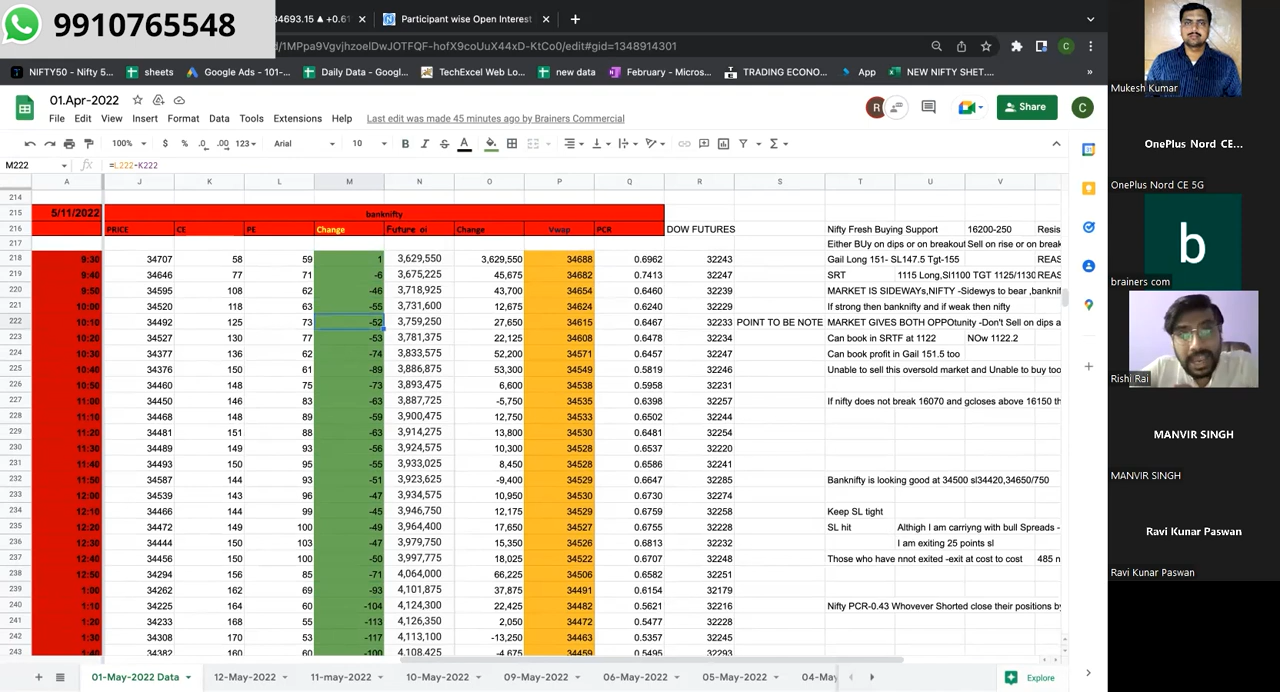 9910765548
34693.15 ▲ +0.61
Participant wise Open Interest
d/1MPpa9VgvjhzoelDwJOTFQF-hofX9coUuX44xD-KtCo0/edit#gid=1348914301
NIFTY50 - Nifty 5... sheets Google Ads - 101-... Daily Data - Googl... TechExcel Web Lo... new data February - Micros... TRADING ECONO... App NEW NIFTY SHET....
01.Apr-2022
File Edit View Insert Format Data Tools Extensions Help Last edit was made 45 minutes ago by Brainers Commercial
R Share C
100% $ % .0 .00 123 Arial 10 B I S A
M222 fx =L222-K222
A J K L M N O P Q R S T U V
214
215 5/11/2022 banknifty
216 PRICE CE PE Change Future oi Change Vwap PCR DOW FUTURES Nifty Fresh Buying Support 16200-250 Resis
217 Either BUy on dips or on breakout Sell on rise or on break
218 9:30 34707 58 59 1 3,629,550 3,629,550 34688 0.6962 32243 Gail Long 151- SL147.5 Tgt-155 REAS
219 9:40 34646 77 71 -6 3,675,225 45,675 34682 0.7413 32247 SRT 1115 Long,Sl1100 TGT 1125/1130 REAS
220 9:50 34595 108 62 -46 3,718,925 43,700 34654 0.6460 32239 MARKET IS SIDEWAYS,NIFTY -Sidewys to bear ,banknif
221 10:00 34520 118 63 -55 3,731,600 12,675 34624 0.6240 32229 If strong then banknifty and if weak then nifty
222 10:10 34492 125 73 -52 3,759,250 27,650 34615 0.6467 32233 POINT TO BE NOTE MARKET GIVES BOTH OPPOtunity -Don't Sell on dips a
223 10:20 34527 130 77 -53 3,781,375 22,125 34608 0.6478 32234 Can book in SRTF at 1122 NOw 1122.2
224 10:30 34377 136 62 -74 3,833,575 52,200 34571 0.6457 32247 Can book profit in Gail 151.5 too
225 10:40 34376 150 61 -89 3,886,875 53,300 34549 0.5819 32246 Unable to sell this oversold market and Unable to buy too
226 10:50 34460 148 75 -73 3,893,475 6,600 34538 0.5958 32231
227 11:00 34450 146 83 -63 3,887,725 -5,750 34535 0.6398 32257 If nifty does not break 16070 and gcloses above 16150 th
228 11:10 34468 148 89 -59 3,900,475 12,750 34533 0.6502 32244
229 11:20 34481 151 88 -63 3,914,275 13,800 34530 0.6481 32254
230 11:30 34489 149 93 -56 3,924,575 10,300 34528 0.6537 32220
231 11:40 34493 150 95 -55 3,933,025 8,450 34528 0.6586 32241
232 11:50 34587 144 93 -51 3,923,625 -9,400 34529 0.6647 32285 Banknifty is looking good at 34500 sl34420,34650/750
233 12:00 34539 143 96 -47 3,934,575 10,950 34530 0.6730 32274
234 12:10 34466 144 99 -45 3,946,750 12,175 34529 0.6759 32258 Keep SL tight
235 12:20 34472 149 100 -49 3,964,400 17,650 34527 0.6755 32228 SL hit Althigh I am carriyng with bull Spreads -
236 12:30 34444 150 103 -47 3,979,750 15,350 34526 0.6813 32232 I am exiting 25 points sl
237 12:40 34456 150 100 -50 3,997,775 18,025 34522 0.6707 32248 Those who have nnot exited -exit at cost to cost 485 n
238 12:50 34294 156 85 -71 4,064,000 66,225 34506 0.6582 32251
239 1:00 34262 162 69 -93 4,101,875 37,875 34491 0.6154 32179
240 1:10 34225 164 60 -104 4,124,300 22,425 34482 0.5621 32216 Nifty PCR-0.43 Whovever Shorted close their positions by
241 1:20 34233 168 55 -113 4,126,350 2,050 34472 0.5477 32218
242 1:30 34308 170 53 -117 4,113,100 -13,250 34463 0.5357 32245
243 1:40 34382 160 60 -100 4,108,425 -4,675 34459 0.5495 32293
01-May-2022 Data 12-May-2022 11-may-2022 10-May-2022 09-May-2022 06-May-2022 05-May-2022 04-May Explore
Mukesh Kumar
OnePlus Nord CE...
OnePlus Nord CE 5G
b
brainers com
Rishi Rai
MANVIR SINGH
MANVIR SINGH
Ravi Kunar Paswan
Ravi Kunar Paswan